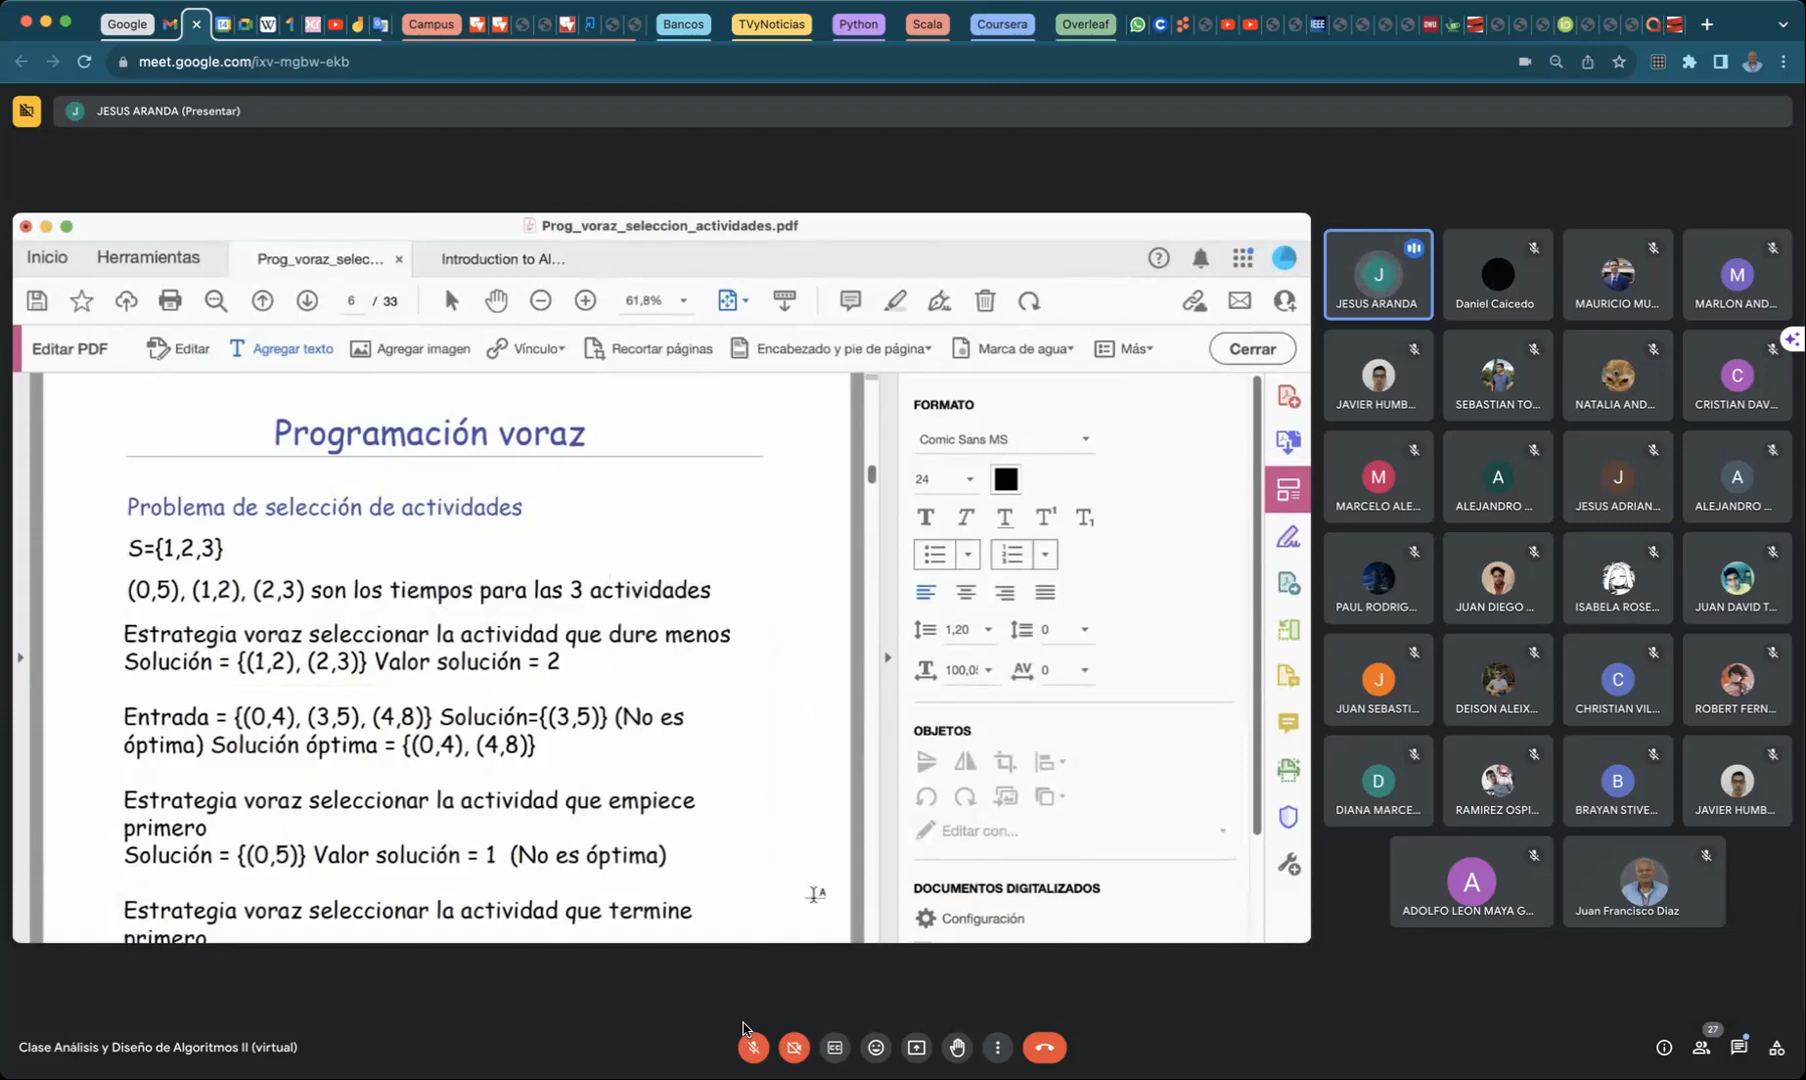 Google
Campus
Bancos
TVyNoticias
Python
Scala
Coursera
Overleaf
meet.google.com/ixv-mgbw-ekb
J
JESUS ARANDA (Presentar)
Prog_voraz_seleccion_actividades.pdf
Inicio
Herramientas
Prog_voraz_selec...
Introduction to Al...
6 / 33
61,8%
Editar PDF
Editar
Agregar texto
Agregar imagen
Vínculo
Recortar páginas
Encabezado y pie de página
Marca de agua
Más
Cerrar
Programación voraz
Problema de selección de actividades
S={1,2,3}
(0,5), (1,2), (2,3) son los tiempos para las 3 actividades
Estrategia voraz seleccionar la actividad que dure menos
Solución = {(1,2), (2,3)} Valor solución = 2
Entrada = {(0,4), (3,5), (4,8)} Solución={(3,5)} (No es
óptima) Solución óptima = {(0,4), (4,8)}
Estrategia voraz seleccionar la actividad que empiece
primero
Solución = {(0,5)} Valor solución = 1 (No es óptima)
Estrategia voraz seleccionar la actividad que termine
primero
FORMATO
Comic Sans MS
24
1,20
0
100,0
0
OBJETOS
Editar con...
DOCUMENTOS DIGITALIZADOS
Configuración
J
JESUS ARANDA
Daniel Caicedo
MAURICIO MU...
M
MARLON AND...
JAVIER HUMB...
SEBASTIAN TO...
NATALIA AND...
C
CRISTIAN DAV...
M
MARCELO ALE...
A
ALEJANDRO ...
J
JESUS ADRIAN...
A
ALEJANDRO ...
PAUL RODRIG...
JUAN DIEGO ...
ISABELA ROSE...
JUAN DAVID T...
J
JUAN SEBASTI...
DEISON ALEIX...
C
CHRISTIAN VIL...
ROBERT FERN...
D
DIANA MARCE...
RAMIREZ OSPI...
B
BRAYAN STIVE...
JAVIER HUMB...
A
ADOLFO LEON MAYA G...
Juan Francisco Diaz
Clase Análisis y Diseño de Algoritmos II (virtual)
27